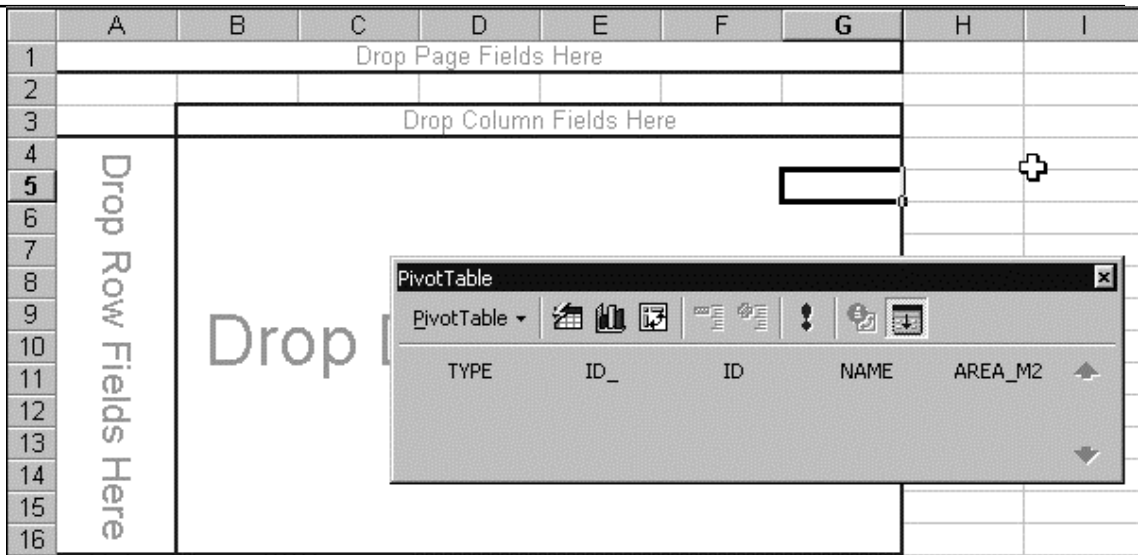 A B C D E F G H I
1 Drop Page Fields Here
2
3 Drop Column Fields Here
4
5
6
7
8
9
10
11
12
13
14
15
16
Drop Row Fields Here
Drop
PivotTable
PivotTable
TYPE ID_ ID NAME AREA_M2